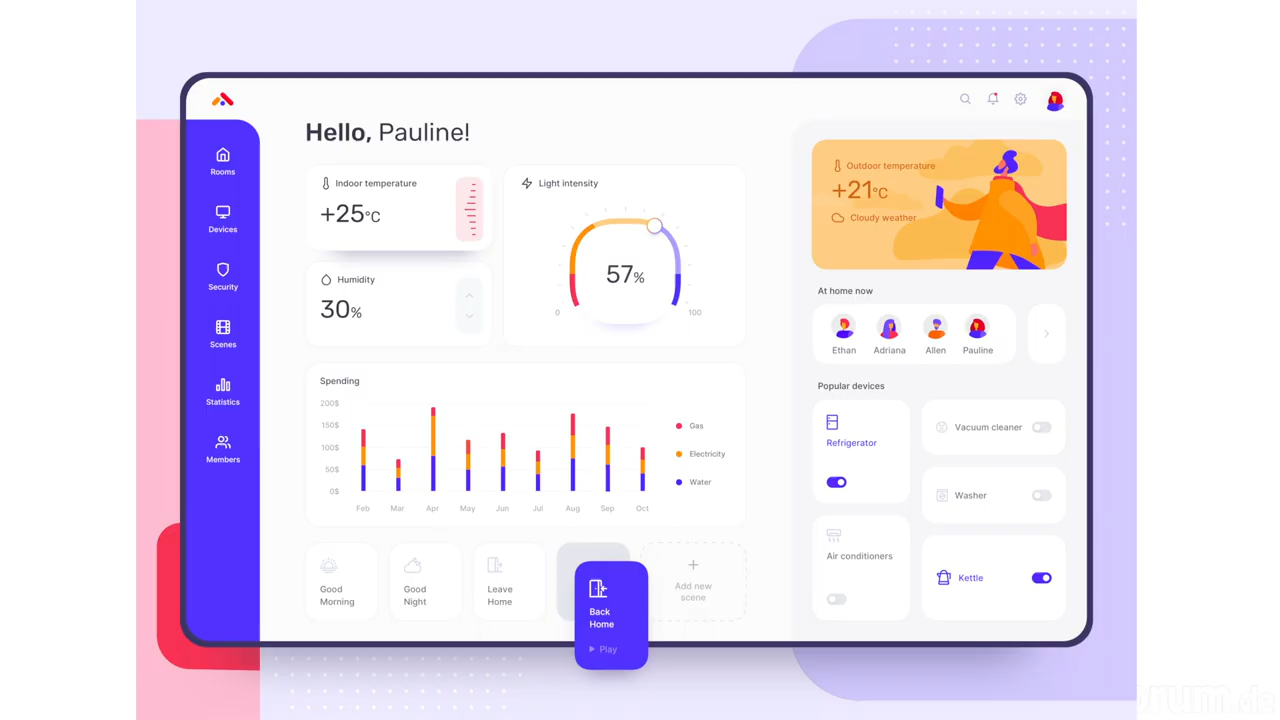 Hello, Pauline!
Rooms
Devices
Security
Scenes
Statistics
Members
Indoor temperature
+25°C
Humidity
30%
Light intensity
57%
0
100
Spending
200$
150$
100$
50$
0$
Feb
Mar
Apr
May
Jun
Jul
Aug
Sep
Oct
Gas
Electricity
Water
Good
Morning
Good
Night
Leave
Home
Back
Home
Play
Add new
scene
Outdoor temperature
+21°C
Cloudy weather
At home now
Ethan
Adriana
Allen
Pauline
Popular devices
Refrigerator
Vacuum cleaner
Washer
Air conditioners
Kettle
rum.de